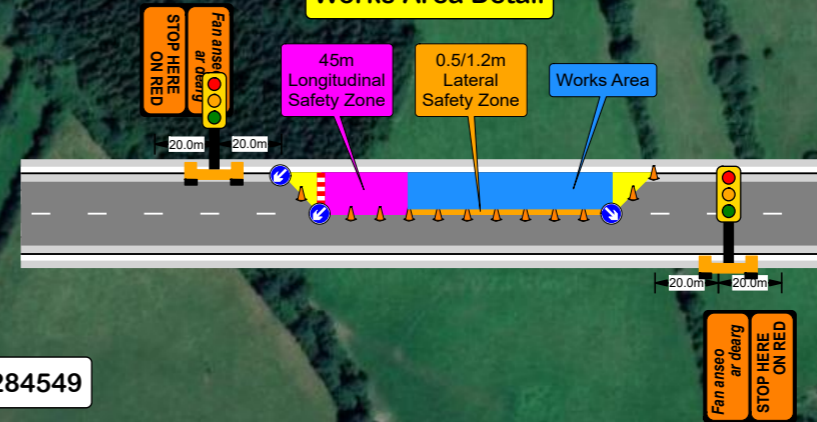 Works Area Detail
STOP HERE
ON RED
Fan anseo
ar dearg
45m
Longitudinal
Safety Zone
0.5/1.2m
Lateral
Safety Zone
Works Area
20.0m
20.0m
20.0m
20.0m
Fan anseo
ar dearg
STOP HERE
ON RED
284549